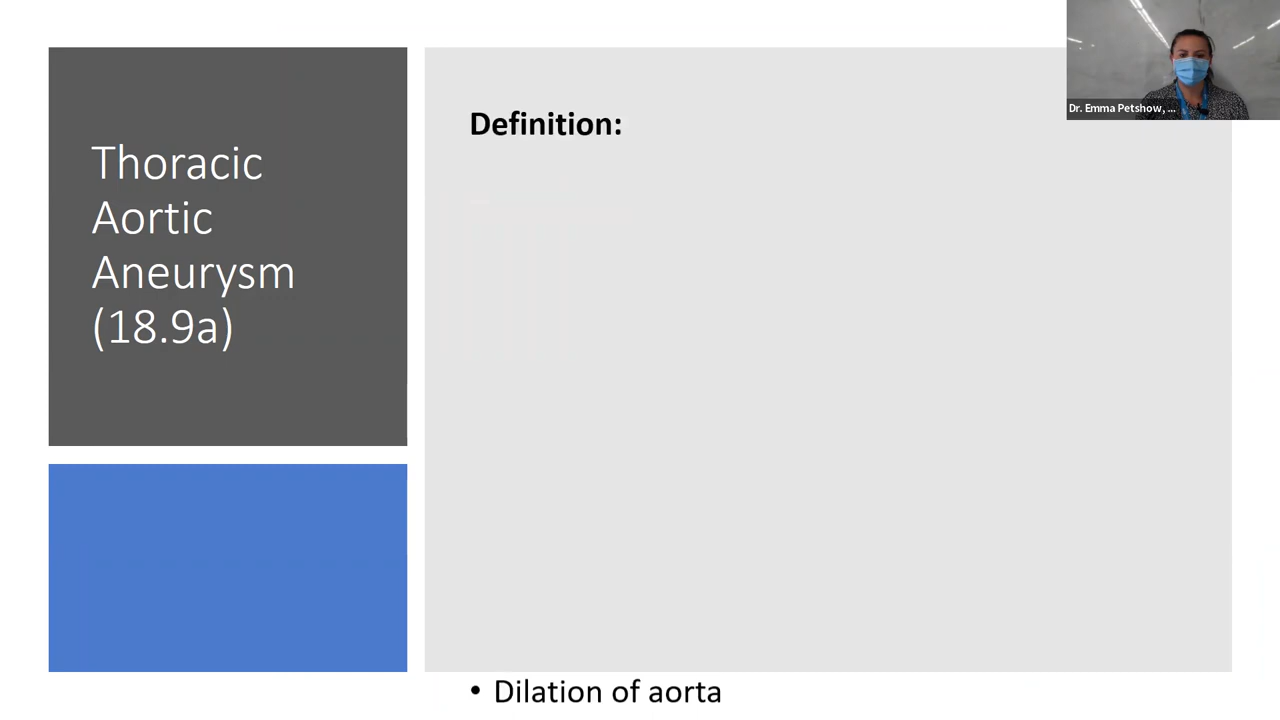 Thoracic
Aortic
Aneurysm
(18.9a)
Definition:
• Dilation of aorta
Dr. Emma Petshow, ...